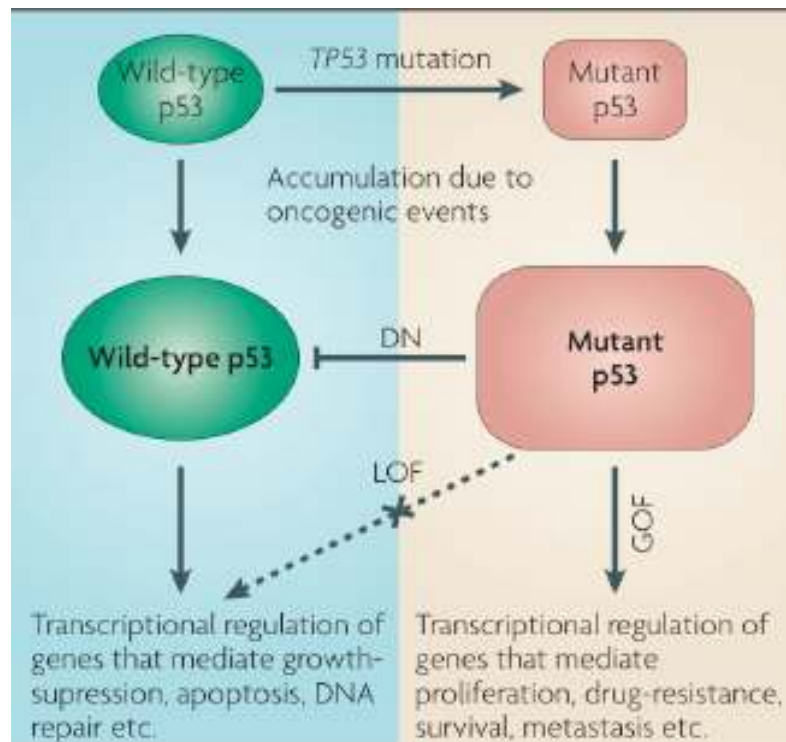 Wild-type
p53
TP53 mutation
Mutant
p53
Accumulation due to
oncogenic events
Wild-type p53
DN
Mutant
p53
LOF
GOF
Transcriptional regulation of
genes that mediate growth-
supression, apoptosis, DNA
repair etc.
Transcriptional regulation of
genes that mediate
proliferation, drug-resistance,
survival, metastasis etc.